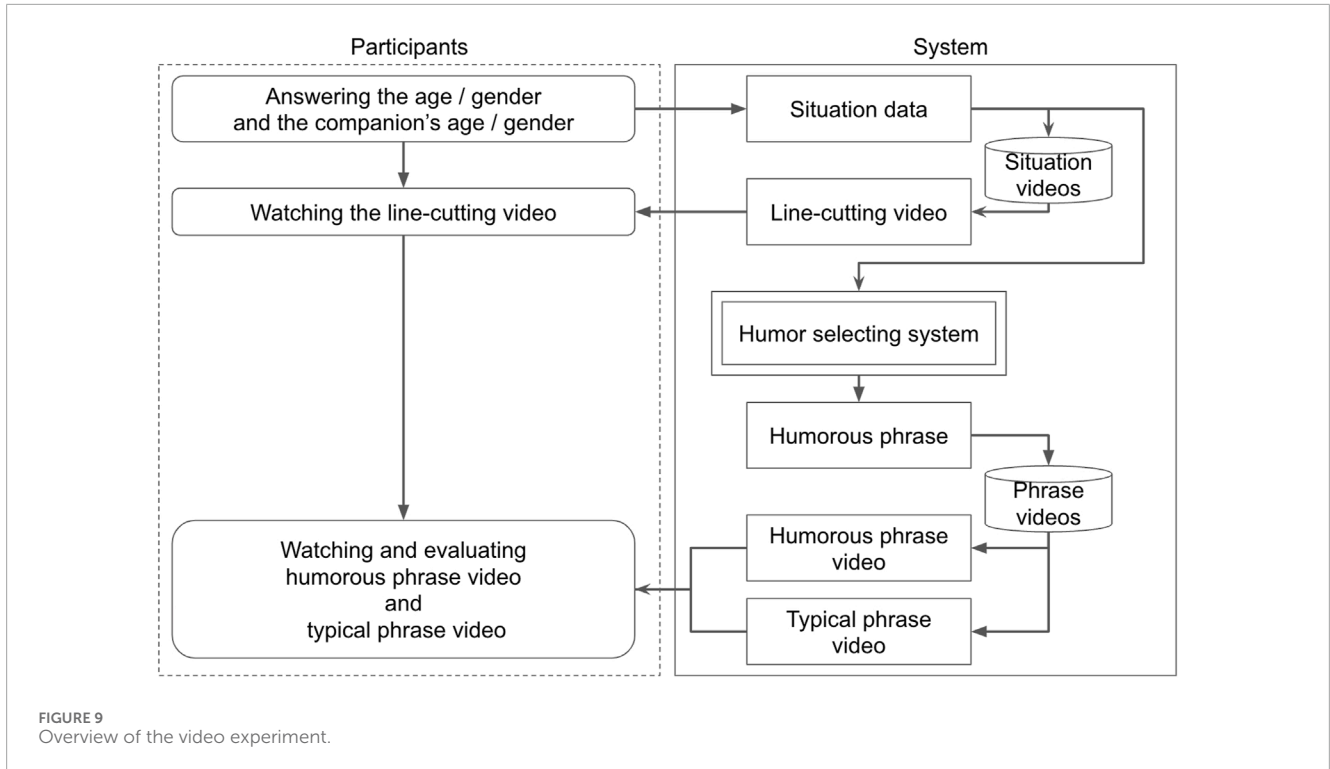 Participants
System
Answering the age / gender
and the companion's age / gender
Situation data
Situation
videos
Watching the line-cutting video
Line-cutting video
Humor selecting system
Humorous phrase
Phrase
videos
Watching and evaluating
humorous phrase video
and
typical phrase video
Humorous phrase
video
Typical phrase
video
FIGURE 9
Overview of the video experiment.